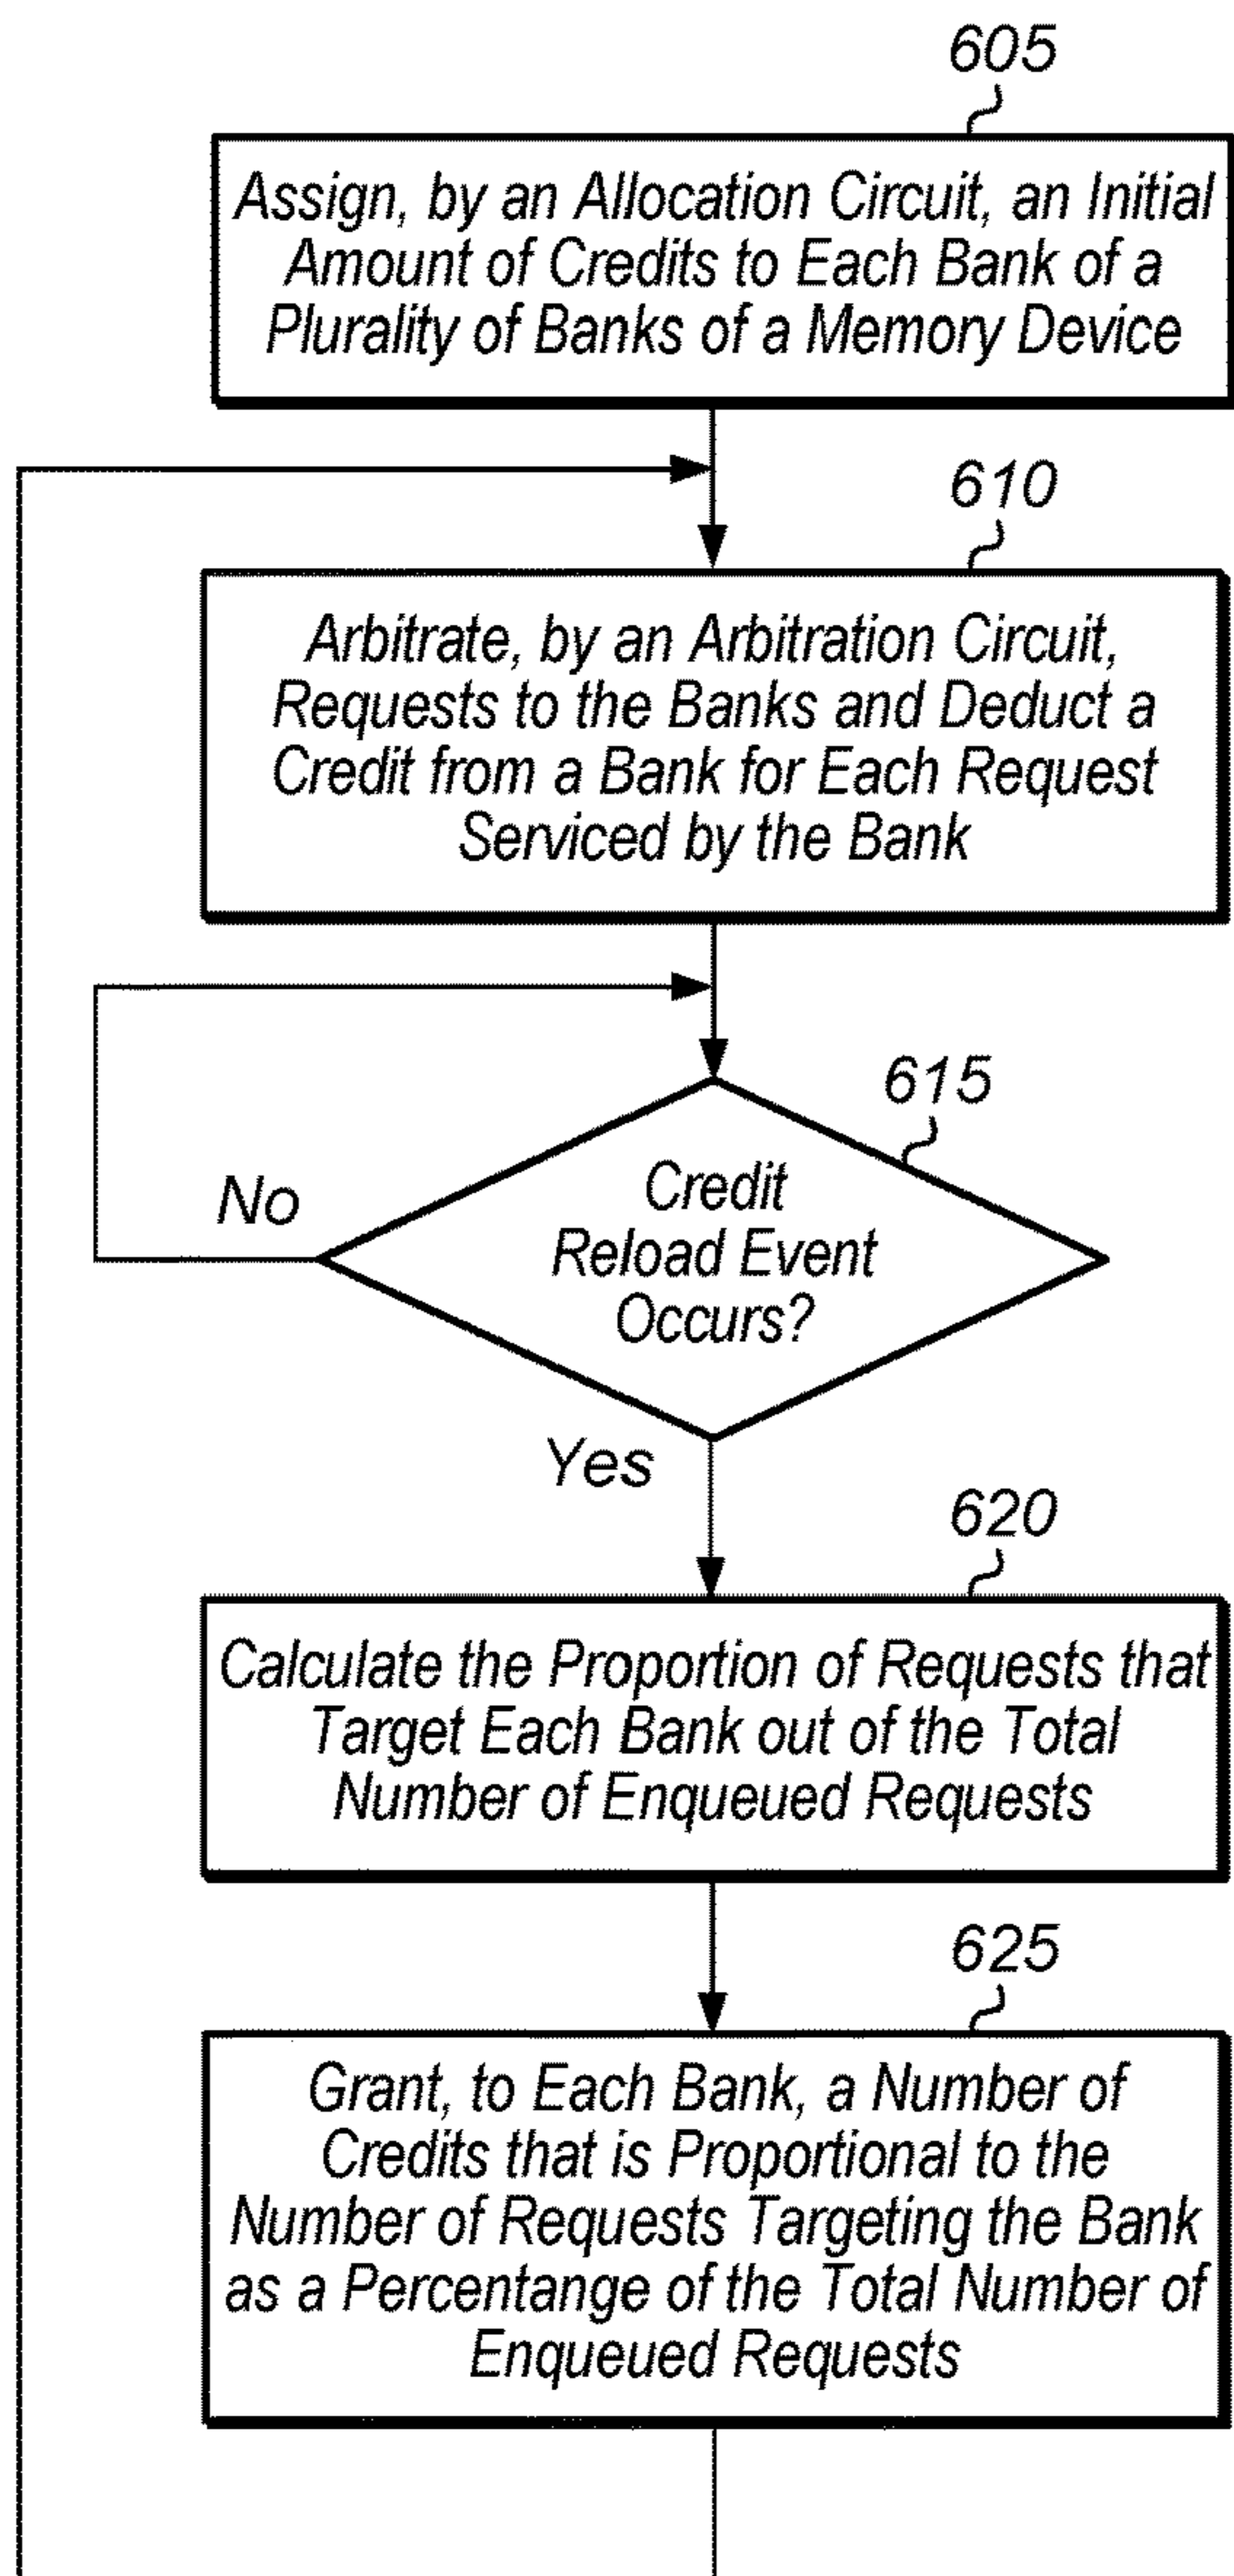 605
Assign, by an Allocation Circuit, an Initial
Amount of Credits to Each Bank of a
Plurality of Banks of a Memory Device
610
Arbitrate, by an Arbitration Circuit,
Requests to the Banks and Deduct a
Credit from a Bank for Each Request
Serviced by the Bank
615
Credit
Reload Event
Occurs?
No
Yes
620
Calculate the Proportion of Requests that
Target Each Bank out of the Total
Number of Enqueued Requests
625
Grant, to Each Bank, a Number of
Credits that is Proportional to the
Number of Requests Targeting the Bank
as a Percentange of the Total Number of
Enqueued Requests